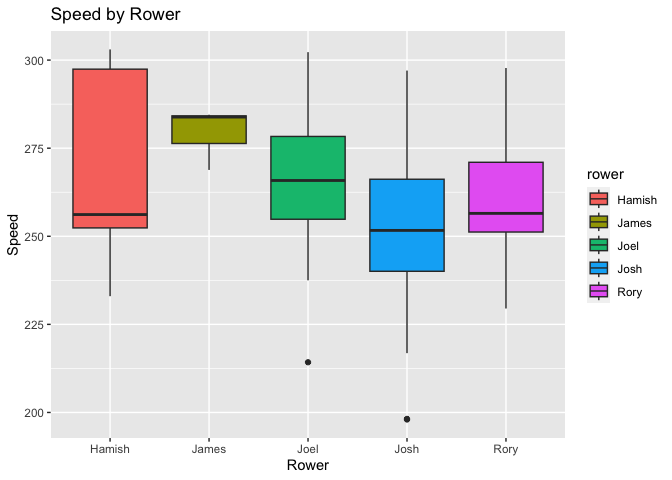 Speed by Rower
300
275
250
225
200
Speed
Hamish
James
Joel
Josh
Rory
Rower
rower
Hamish
James
Joel
Josh
Rory